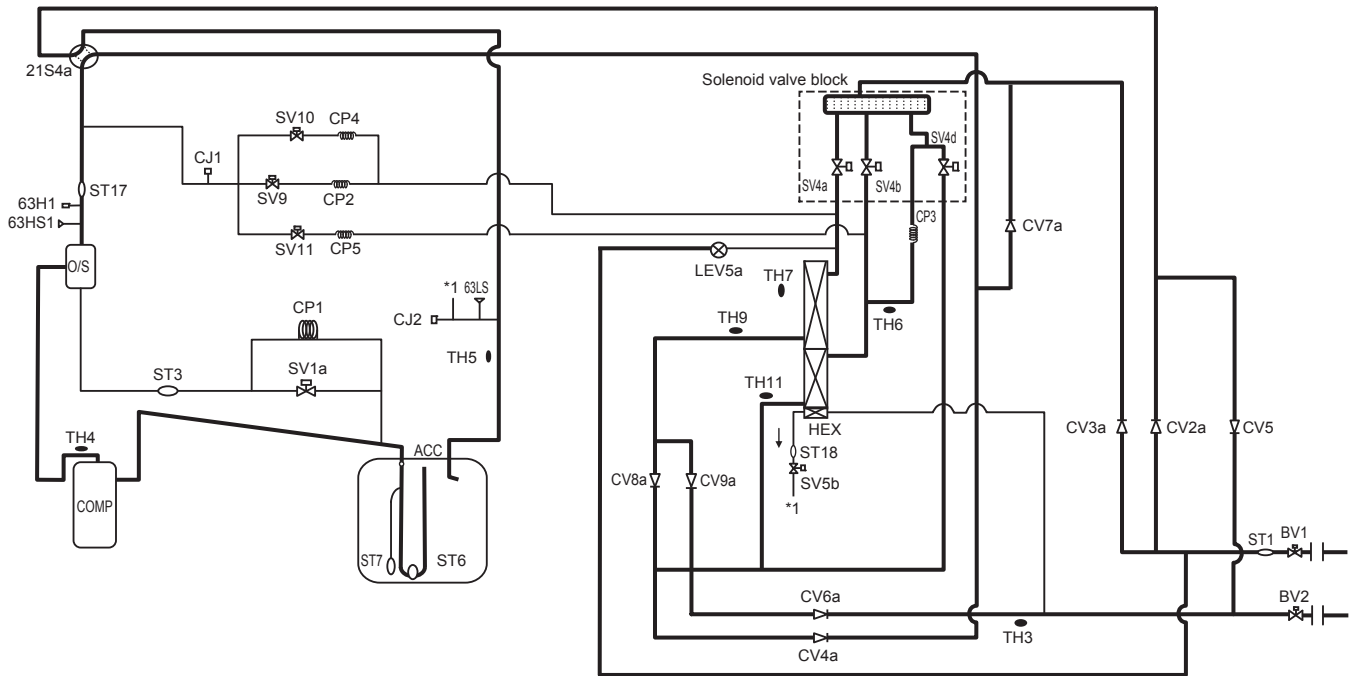 21S4a
Solenoid valve block
SV10
CP4
SV4d
CJ1
ST17
SV9
CP2
SV4a
SV4b
63H1
63HS1
CP3
CV7a
SV11
CP5
O/S
LEV5a
TH7
*1
63LS
CP1
CJ2
TH9
TH6
TH5
ST3
SV1a
TH11
HEX
CV3a
CV2a
CV5
TH4
ACC
ST18
CV8a
CV9a
SV5b
COMP
*1
ST7
ST6
ST1
BV1
CV6a
BV2
TH3
CV4a